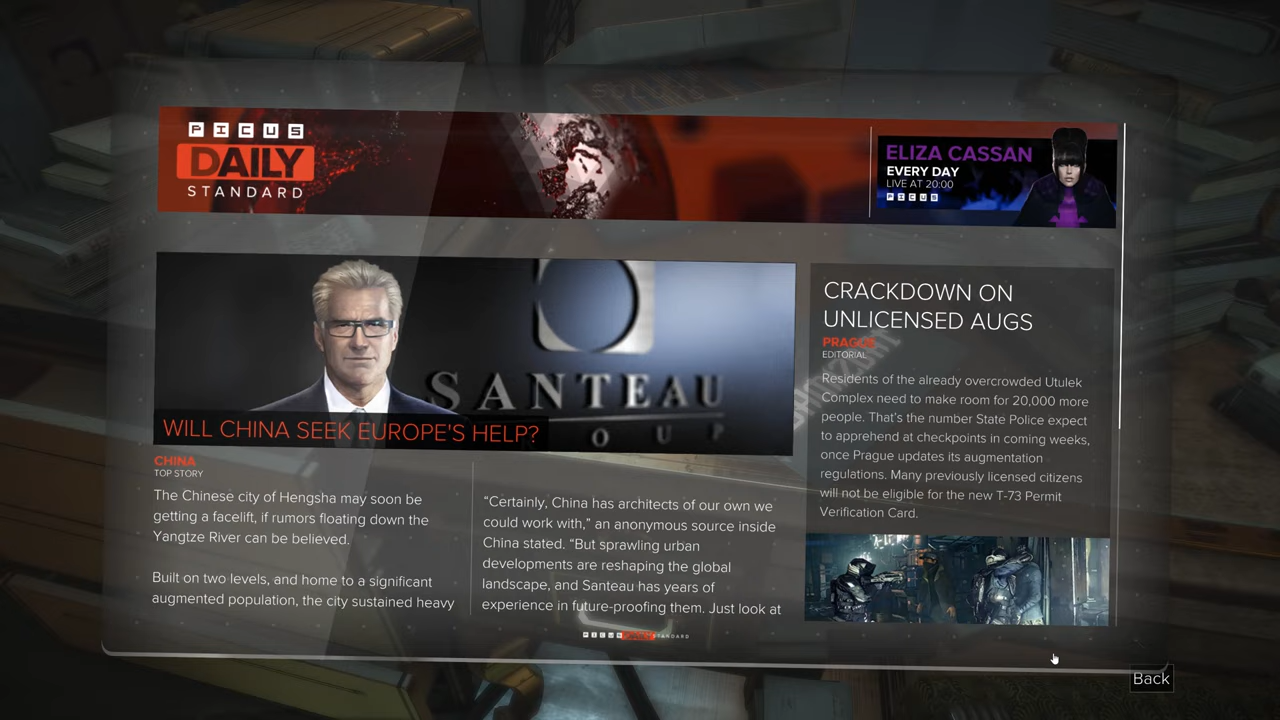 PICUS
DAILY
STANDARD
ELIZA CASSAN
EVERY DAY
LIVE AT 20:00
PICUS
SANTEAU
O U P
WILL CHINA SEEK EUROPE'S HELP?
CHINA
TOP STORY
The Chinese city of Hengsha may soon be
getting a facelift, if rumors floating down the
Yangtze River can be believed.
Built on two levels, and home to a significant
augmented population, the city sustained heavy
“Certainly, China has architects of our own we
could work with,” an anonymous source inside
China stated. “But sprawling urban
developments are reshaping the global
landscape, and Santeau has years of
experience in future-proofing them. Just look at
CRACKDOWN ON
UNLICENSED AUGS
PRAGUE
EDITORIAL
Residents of the already overcrowded Utulek
Complex need to make room for 20,000 more
people. That's the number State Police expect
to apprehend at checkpoints in coming weeks,
once Prague updates its augmentation
regulations. Many previously licensed citizens
will not be eligible for the new T-73 Permit
Verification Card.
PICUS DAILY STANDARD
Back